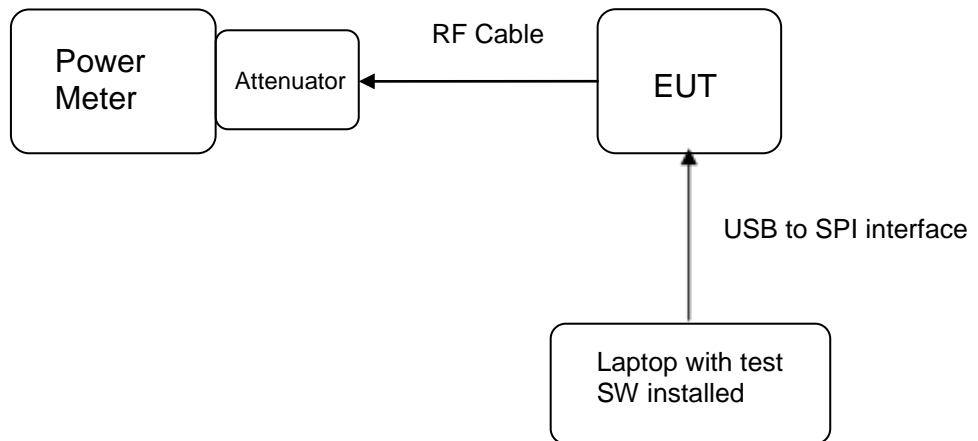 RF Cable
Power
Meter
Attenuator
EUT
USB to SPI interface
Laptop with test
SW installed